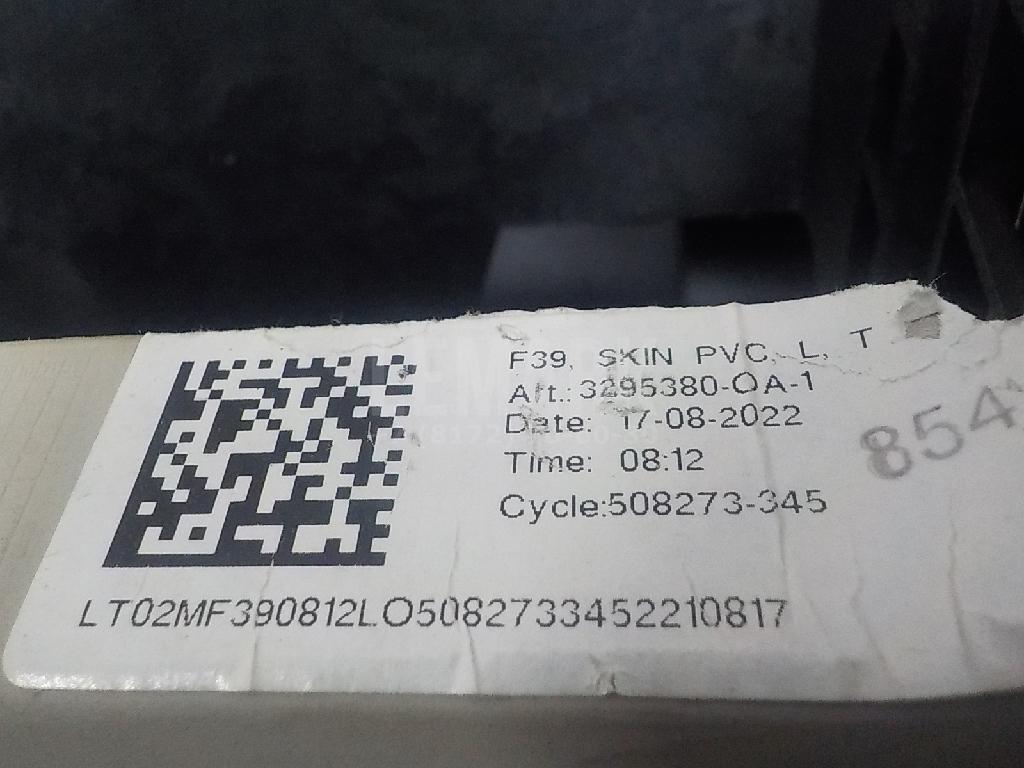 F39, SKIN PVC, L, T
Art.: 3295380-OA-1
Date: 17-08-2022
Time: 08:12
Cycle:508273-345
854
LT02MF390812LO5082733452210817